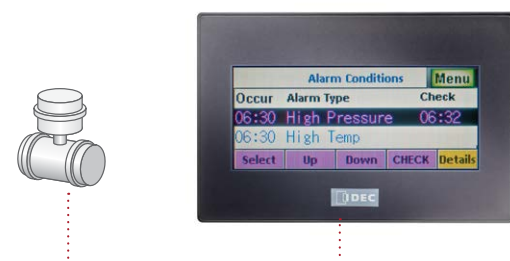 Alarm Conditions Menu
Occur Alarm Type Check
06:30 High Pressure 06:32
06:30 High Temp
Select Up Down CHECK Details
IDEC